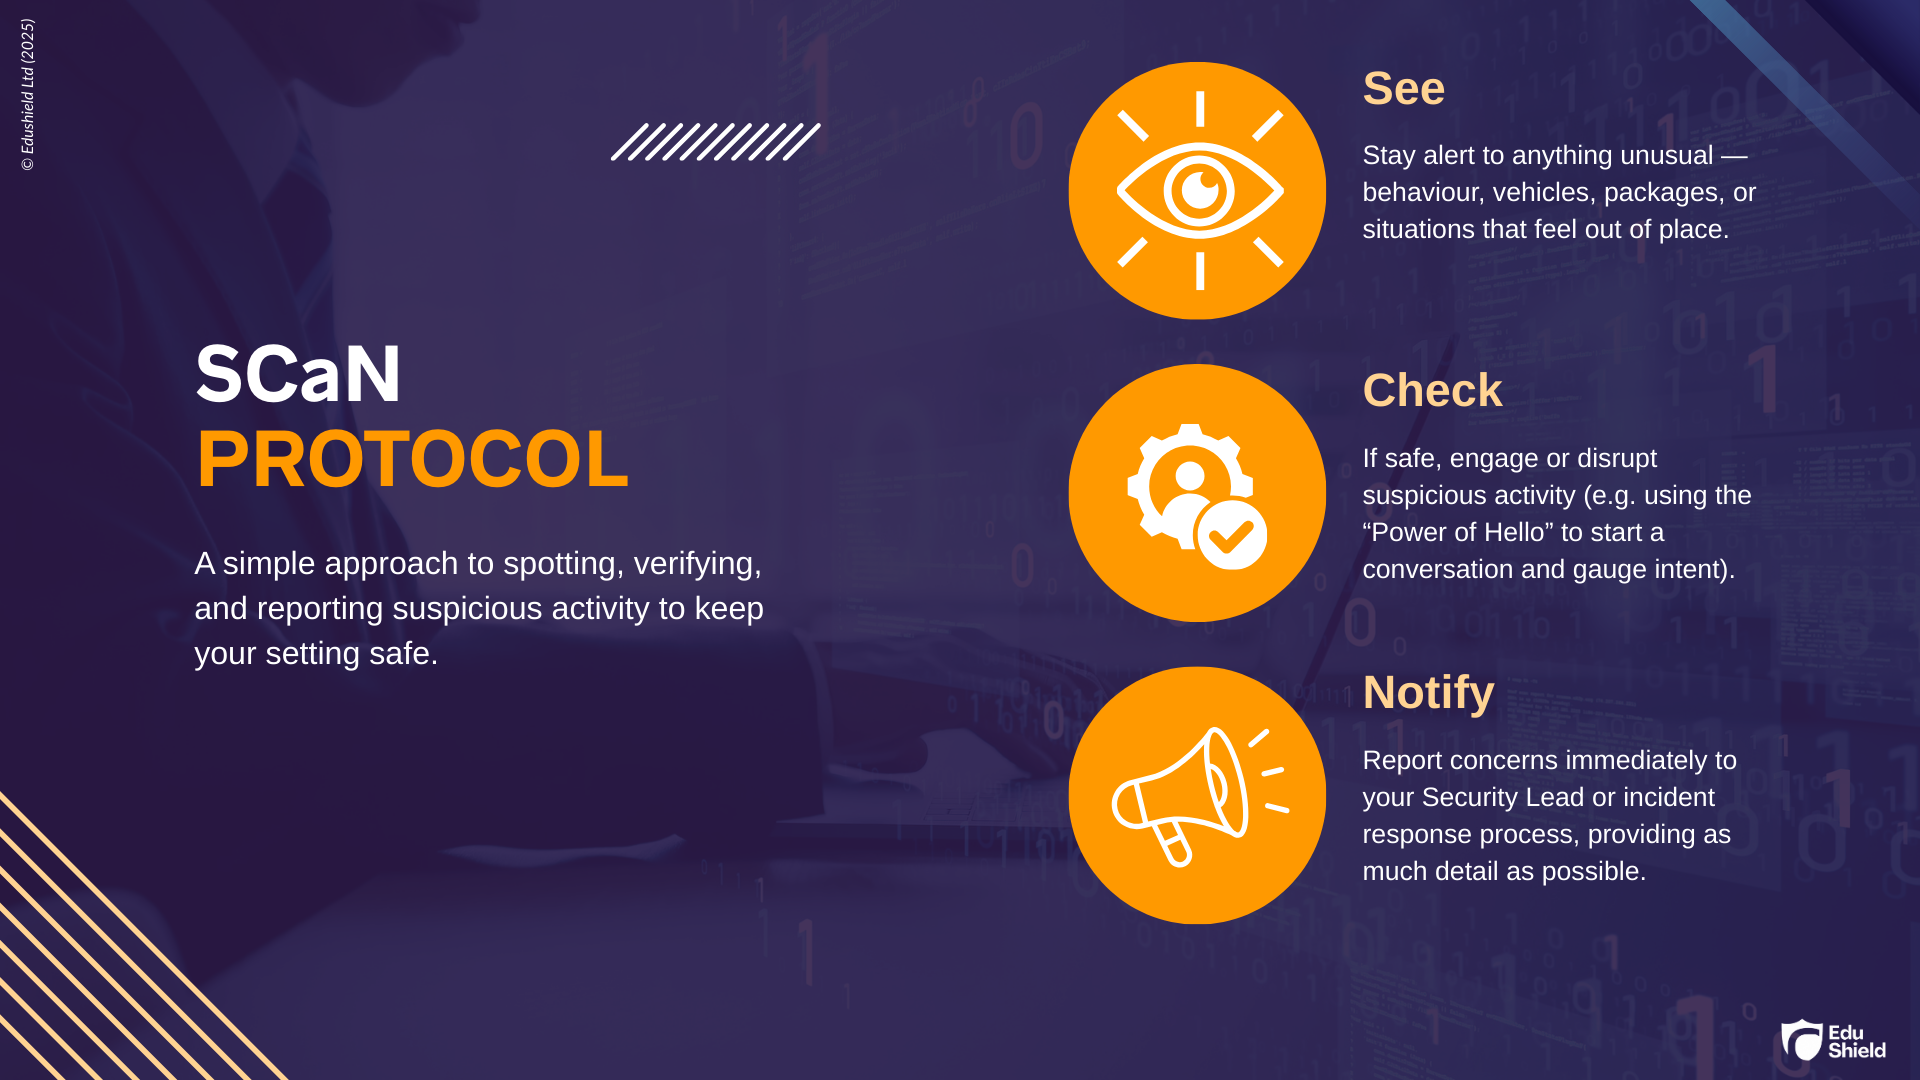 © Edushield Ltd (2025)
SCaN
PROTOCOL
A simple approach to spotting, verifying,
and reporting suspicious activity to keep
your setting safe.
See
Stay alert to anything unusual —
behaviour, vehicles, packages, or
situations that feel out of place.
Check
If safe, engage or disrupt
suspicious activity (e.g. using the
“Power of Hello” to start a
conversation and gauge intent).
Notify
Report concerns immediately to
your Security Lead or incident
response process, providing as
much detail as possible.
Edu
Shield